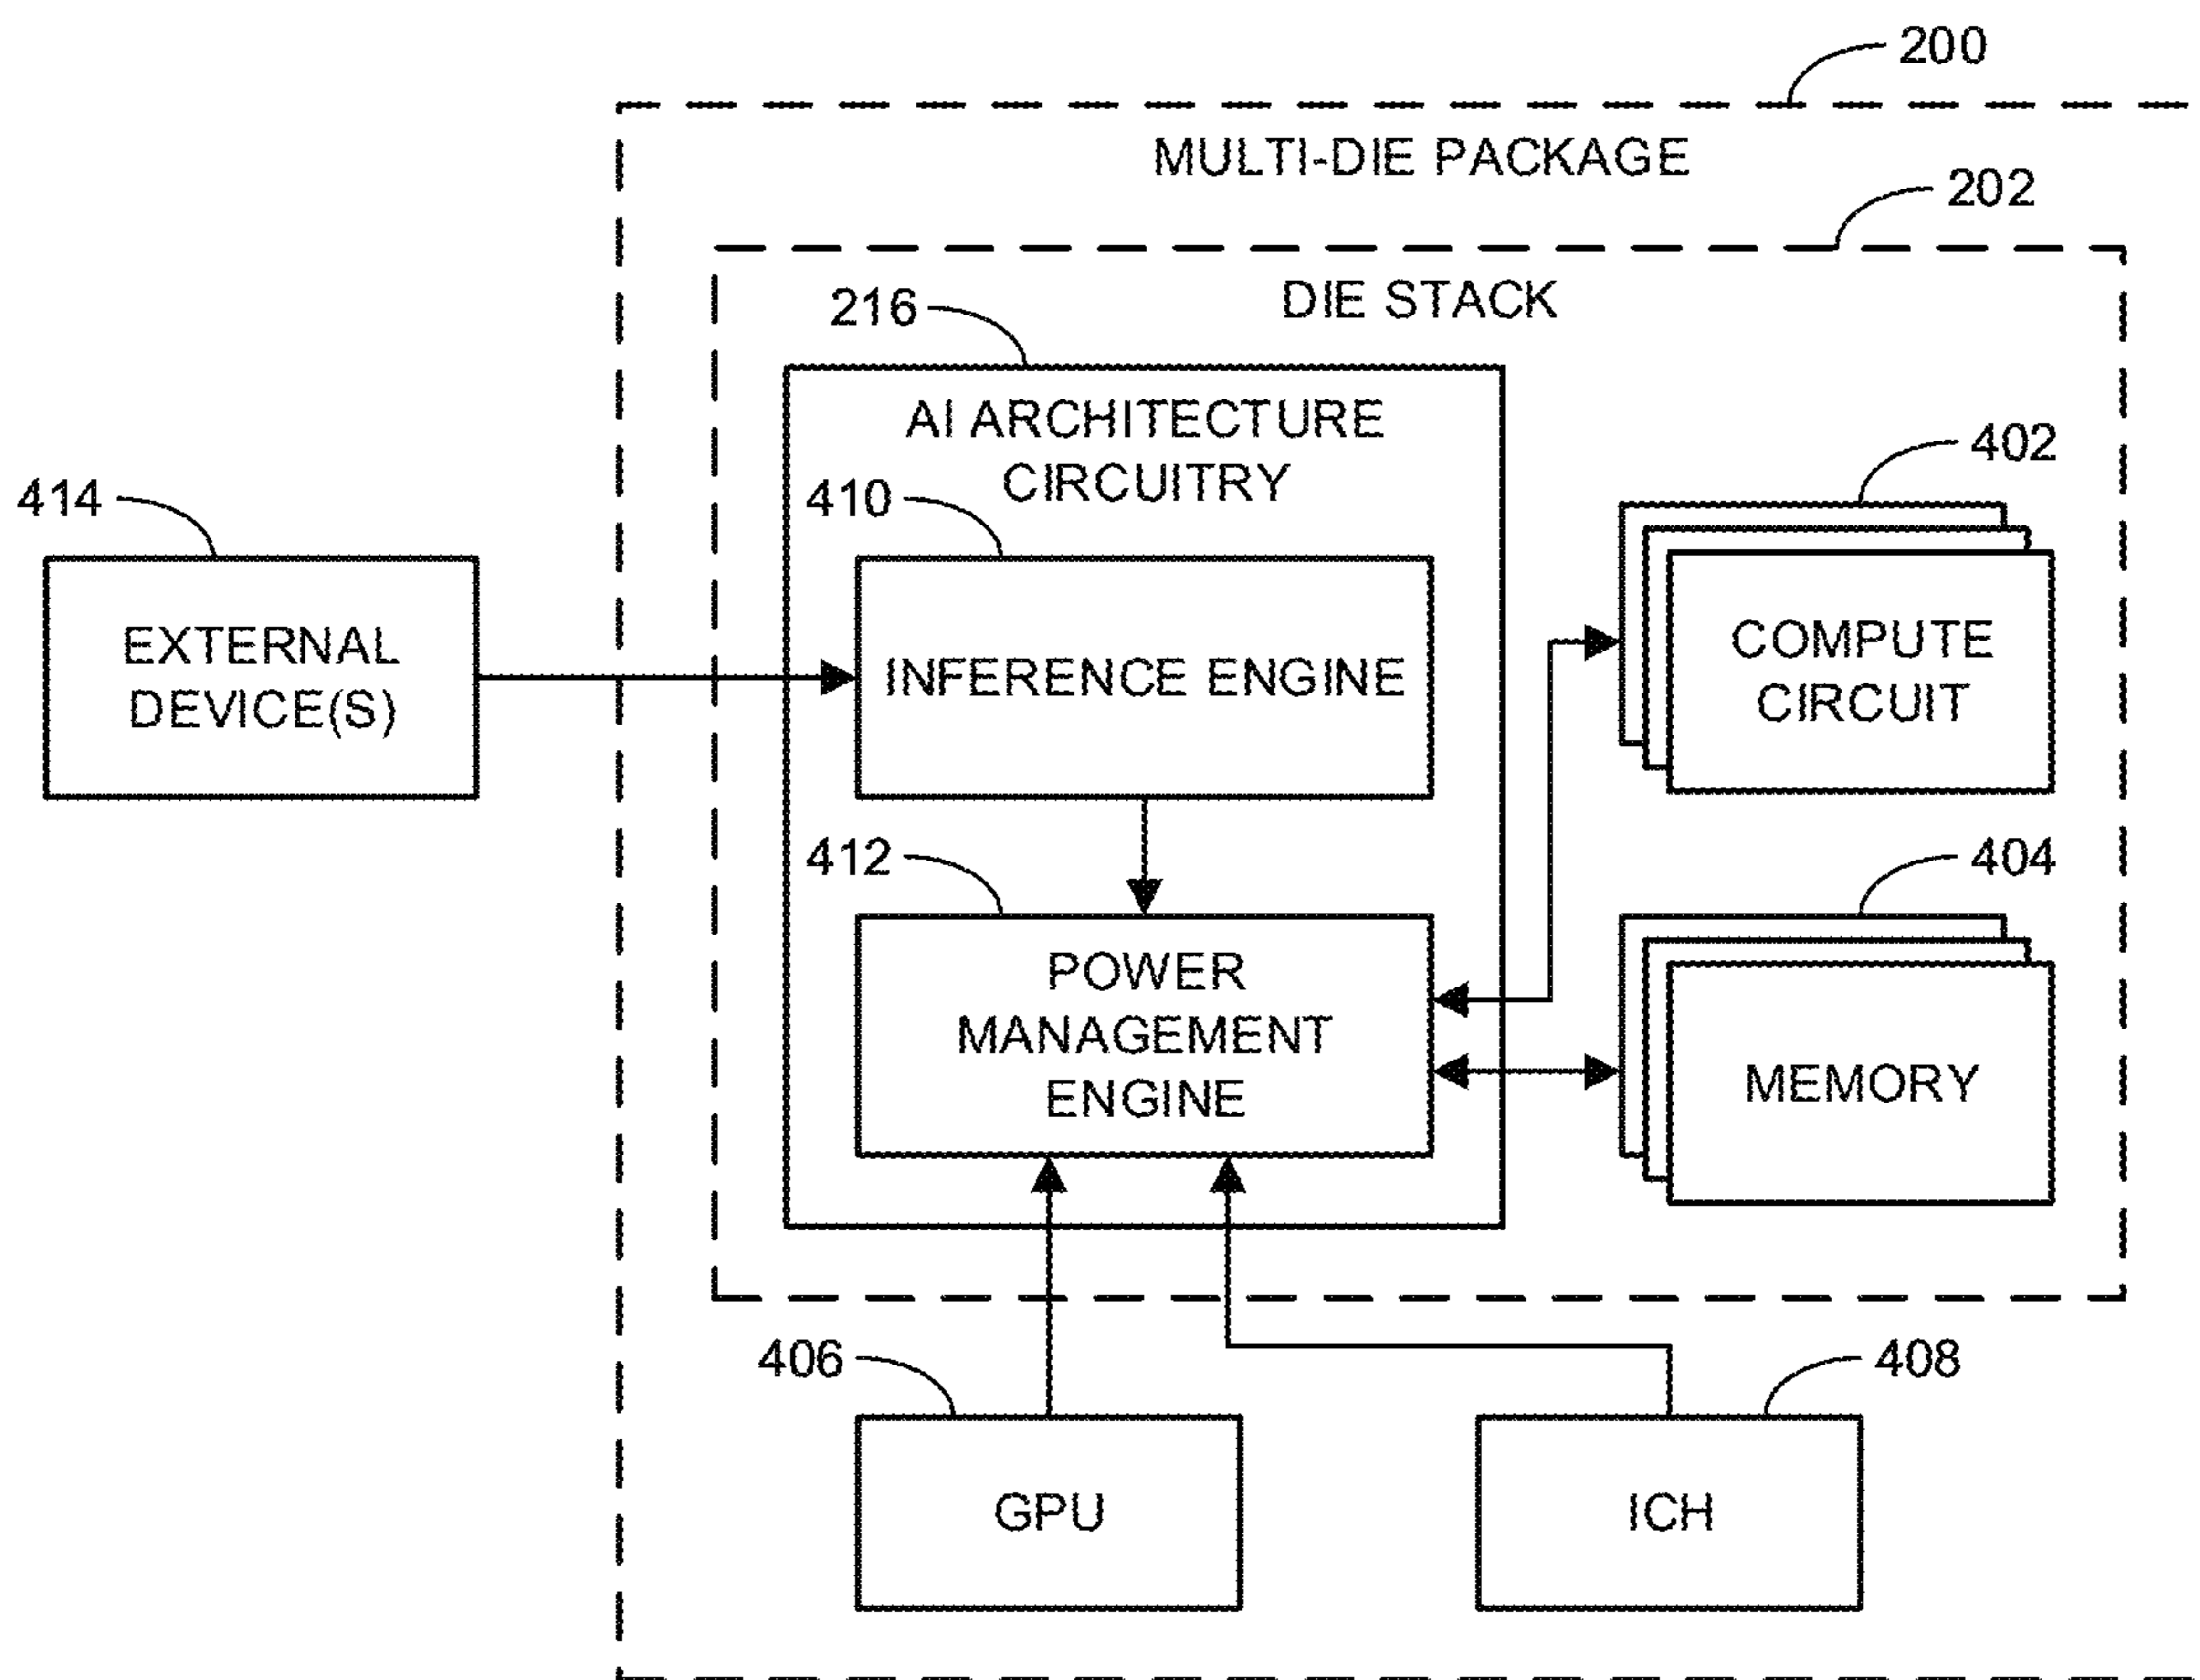 200
MULTI-DIE PACKAGE
202
DIE STACK
216
AI ARCHITECTURE
CIRCUITRY
402
414
410
EXTERNAL
DEVICE(S)
INFERENCE ENGINE
COMPUTE
CIRCUIT
412
404
POWER
MANAGEMENT
ENGINE
MEMORY
406
408
GPU
ICH